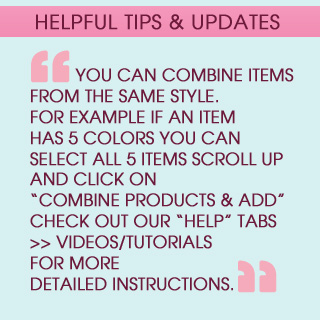 HELPFUL TIPS & UPDATES
“ YOU CAN COMBINE ITEMS
FROM THE SAME STYLE.
FOR EXAMPLE IF AN ITEM
HAS 5 COLORS YOU CAN
SELECT ALL 5 ITEMS SCROLL UP
AND CLICK ON
“COMBINE PRODUCTS & ADD”
CHECK OUT OUR “HELP” TABS
>> VIDEOS/TUTORIALS
FOR MORE
DETAILED INSTRUCTIONS. ”